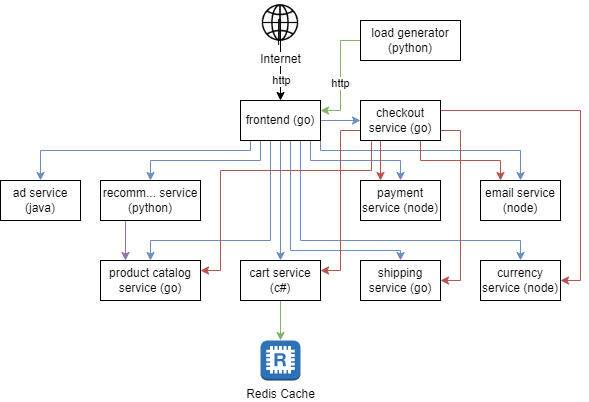 load generator
(python)
Internet
http
http
frontend (go)
checkout
service (go)
ad service
(java)
recomm... service
(python)
payment
service (node)
email service
(node)
product catalog
service (go)
cart service
(c#)
shipping
service (go)
currency
service (node)
R
Redis Cache